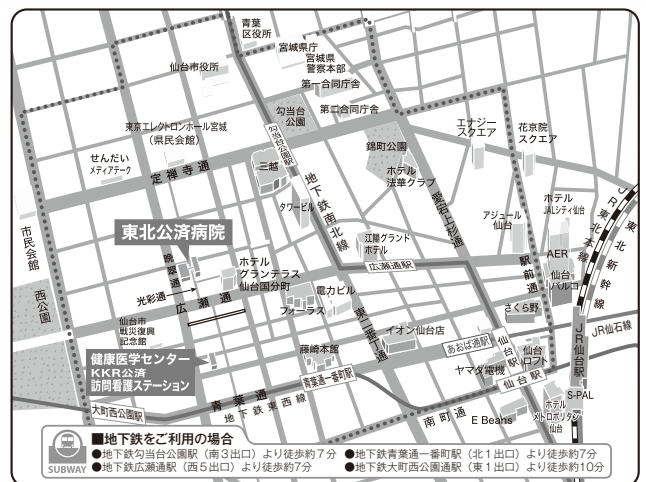 青葉
区役所
宮城県庁
宮城県
警察本部
仙台市役所
第一合同庁舎
勾当台
公園
第二合同庁舎
エナジー
スクエア
花京院
スクエア
東京エレクトロンホール宮城
(県民会館)
勾当台公園駅
錦町公園
せんだい
メディアテーク
定禅寺通
三越
地下鉄南北線
ホテル
法華クラブ
愛宕上杉通
タワービル
アジュール
仙台
ホテル
JALシティ仙台
JR東北本線
東北新幹線
市民会館
東北公済病院
江陽グランド
ホテル
広瀬通駅
駅前通
AER
仙台
パルコ
晩翠通
ホテル
グランテラス
仙台国分町
西公園
光彩通
広瀬通
電力ビル
フォーラス
東二番丁通
さくら野
仙台市
戦災復興
記念館
イオン仙台店
あおば通駅
仙台駅
JR仙台駅
JR仙石線
健康医学センター
KKR公済
訪問看護ステーション
藤崎本館
青葉通一番町駅
ヤマダ電機
仙台
ロフト
仙台駅
青葉通
地下鉄東西線
大町西公園駅
南町通
E Beans
ホテル
メトロポリタン
仙台
S-PAL
SUBWAY
■地下鉄をご利用の場合
●地下鉄勾当台公園駅(南3出口)より徒歩約7分
●地下鉄青葉通一番町駅(北1出口)より徒歩約7分
●地下鉄広瀬通駅(西5出口)より徒歩約7分
●地下鉄大町西公園通駅(東1出口)より徒歩約10分